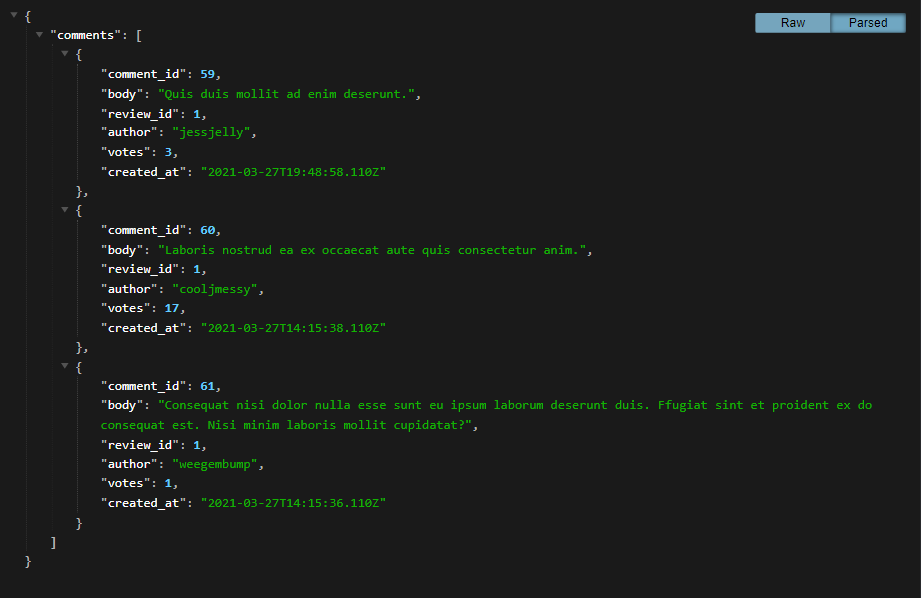 {
Raw Parsed
"comments": [
{
"comment_id": 59,
"body": "Quis duis mollit ad enim deserunt.",
"review_id": 1,
"author": "jessjelly",
"votes": 3,
"created_at": "2021-03-27T19:48:58.110Z"
},
{
"comment_id": 60,
"body": "Laboris nostrud ea ex occaecat aute quis consectetur anim.",
"review_id": 1,
"author": "cooljmessy",
"votes": 17,
"created_at": "2021-03-27T14:15:38.110Z"
},
{
"comment_id": 61,
"body": "Consequat nisi dolor nulla esse sunt eu ipsum laborum deserunt duis. Ffugiat sint et proident ex do
consequat est. Nisi minim laboris mollit cupidatat?",
"review_id": 1,
"author": "weegembump",
"votes": 1,
"created_at": "2021-03-27T14:15:36.110Z"
}
]
}